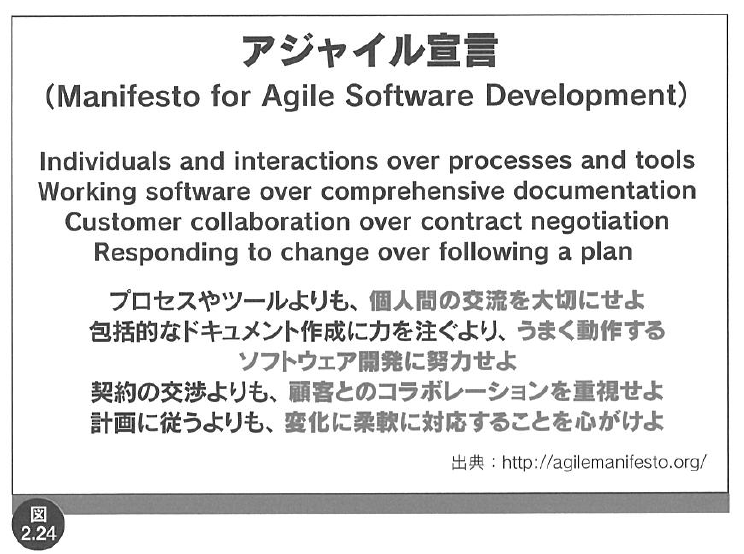 アジャイル宣言
(Manifesto for Agile Software Development)
Individuals and interactions over processes and tools
Working software over comprehensive documentation
Customer collaboration over contract negotiation
Responding to change over following a plan
プロセスやツールよりも、個人間の交流を大切にせよ
包括的なドキュメント作成に力を注ぐより、うまく動作する
ソフトウェア開発に努力せよ
契約の交渉よりも、顧客とのコラボレーションを重視せよ
計画に従うよりも、変化に柔軟に対応することを心がけよ
出典：http://agilemanifesto.org/
図
2.24